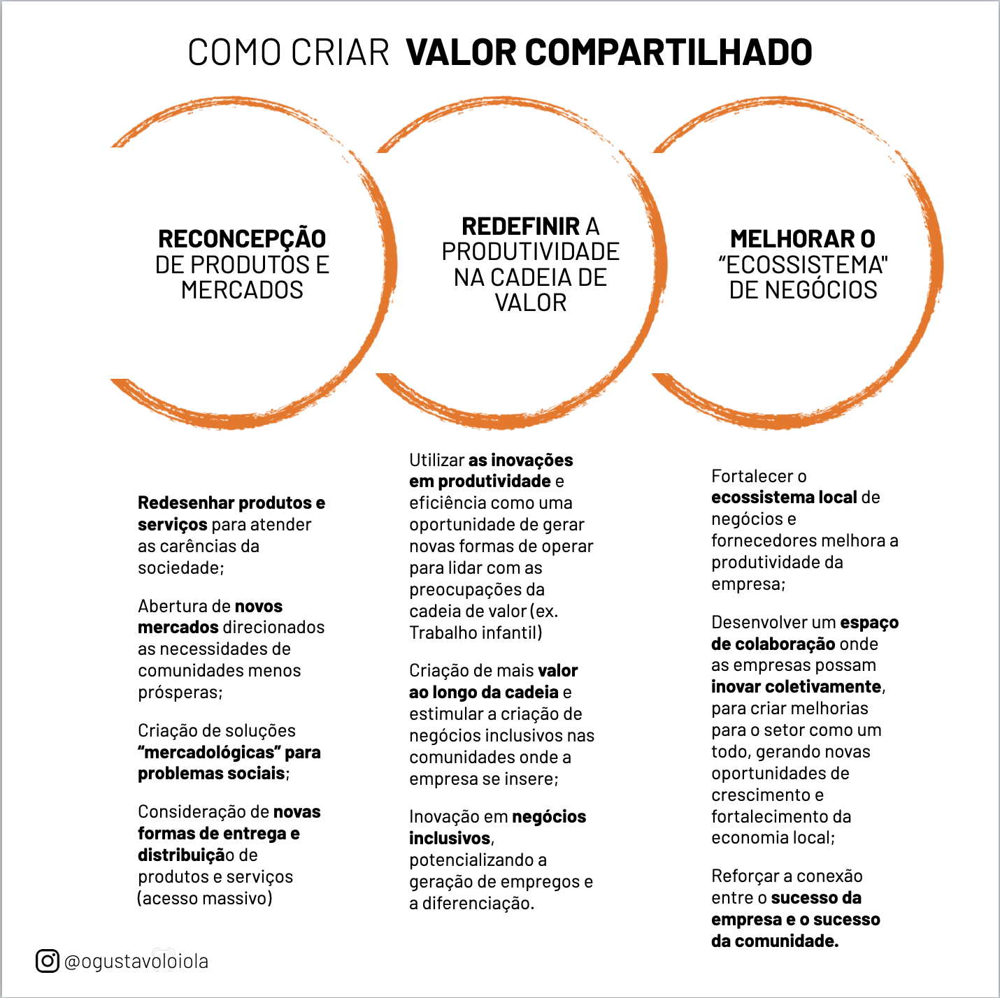 COMO CRIAR VALOR COMPARTILHADO
RECONCEPÇÃO
DE PRODUTOS E
MERCADOS
REDEFINIR A
PRODUTIVIDADE
NA CADEIA DE
VALOR
MELHORAR O
“ECOSSISTEMA"
DE NEGÓCIOS
Redesenhar produtos e
serviços para atender
as carências da
sociedade;
Abertura de novos
mercados direcionados
as necessidades de
comunidades menos
prósperas;
Criação de soluções
“mercadológicas” para
problemas sociais;
Consideração de novas
formas de entrega e
distribuição de
produtos e serviços
(acesso massivo)
Utilizar as inovações
em produtividade e
eficiência como uma
oportunidade de gerar
novas formas de operar
para lidar com as
preocupações da
cadeia de valor (ex.
Trabalho infantil)
Criação de mais valor
ao longo da cadeia e
estimular a criação de
negócios inclusivos nas
comunidades onde a
empresa se insere;
Inovação em negócios
inclusivos,
potencializando a
geração de empregos e
a diferenciação.
Fortalecer o
ecossistema local de
negócios e
fornecedores melhora a
produtividade da
empresa;
Desenvolver um espaço
de colaboração onde
as empresas possam
inovar coletivamente,
para criar melhorias
para o setor como um
todo, gerando novas
oportunidades de
crescimento e
fortalecimento da
economia local;
Reforçar a conexão
entre o sucesso da
empresa e o sucesso
da comunidade.
@ogustavoloiola